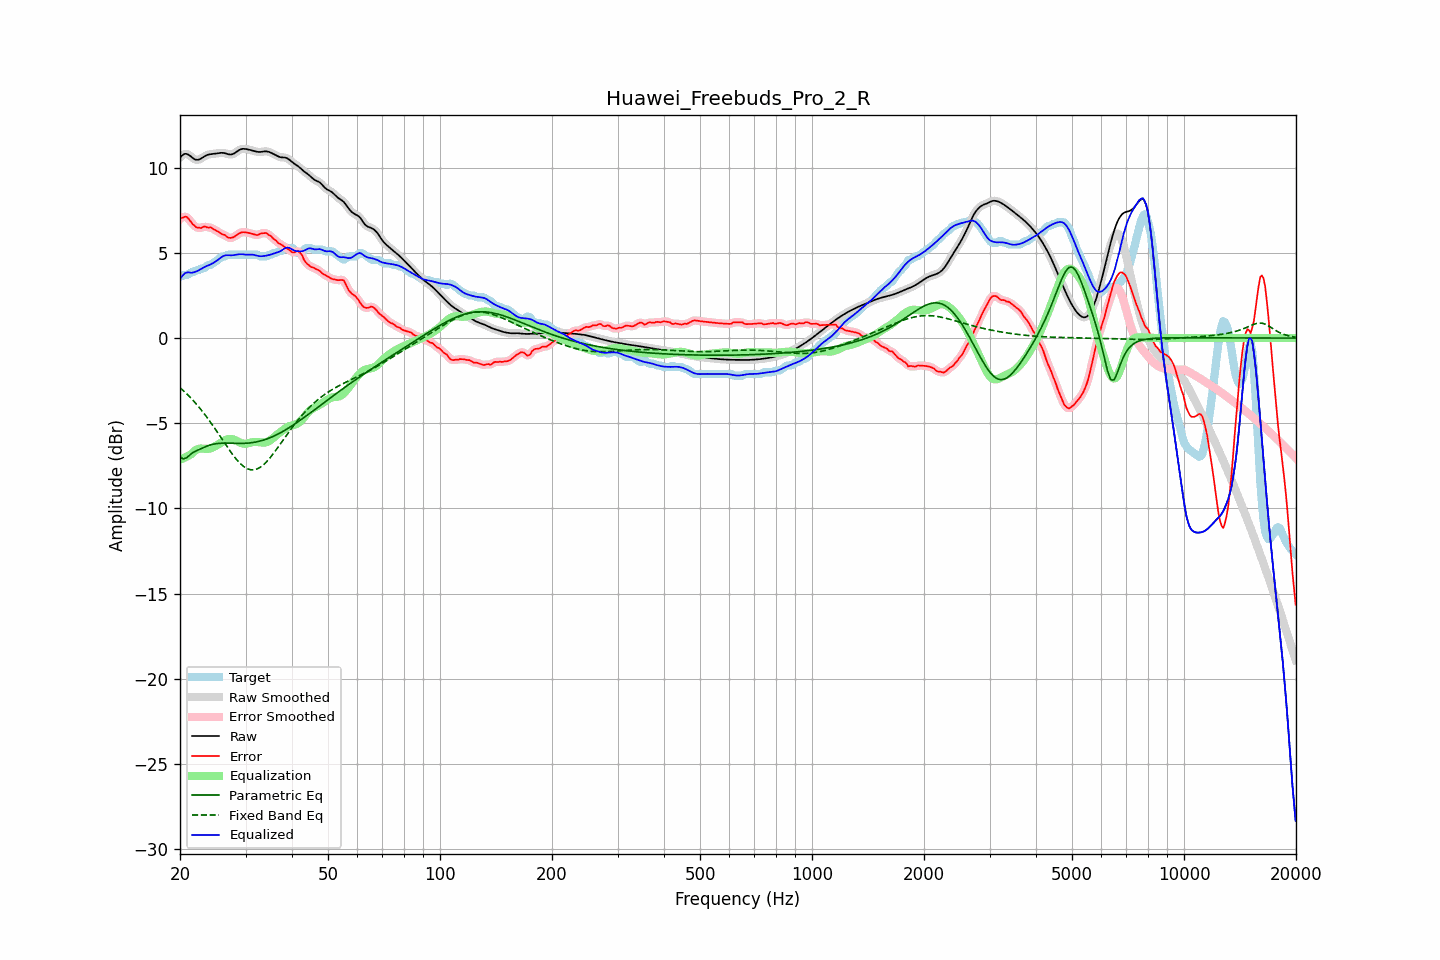 Huawei_Freebuds_Pro_2_R
Amplitude (dBr)
10
5
0
−5
−10
−15
−20
−25
−30
Target
Raw Smoothed
Error Smoothed
Raw
Error
Equalization
Parametric Eq
Fixed Band Eq
Equalized
20
50
100
200
500
1000
2000
5000
10000
20000
Frequency (Hz)